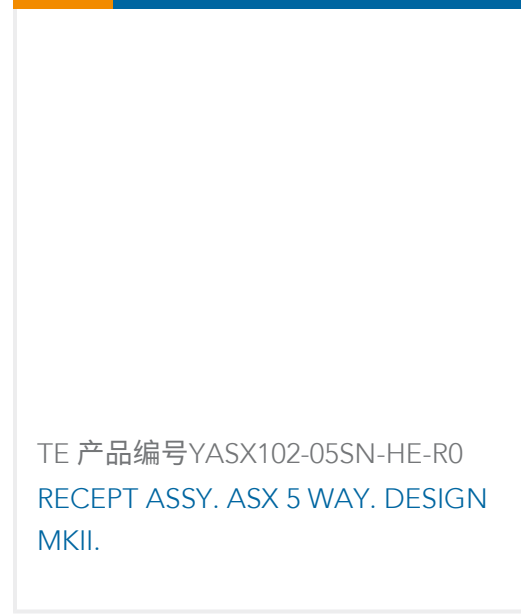 TE 产品编号YASX102-05SN-HE-R0
RECEPT ASSY. ASX 5 WAY. DESIGN
MKII.